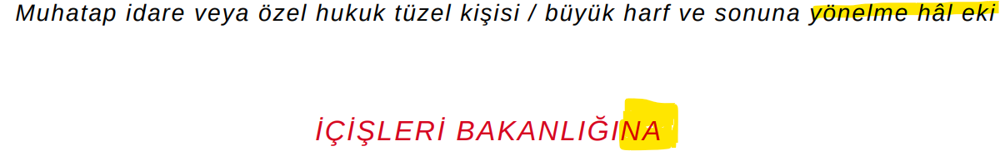 Muhatap idare veya özel hukuk tüzel kişisi / büyük harf ve sonuna yönelme hâl eki
İÇİŞLERİ BAKANLIĞINA